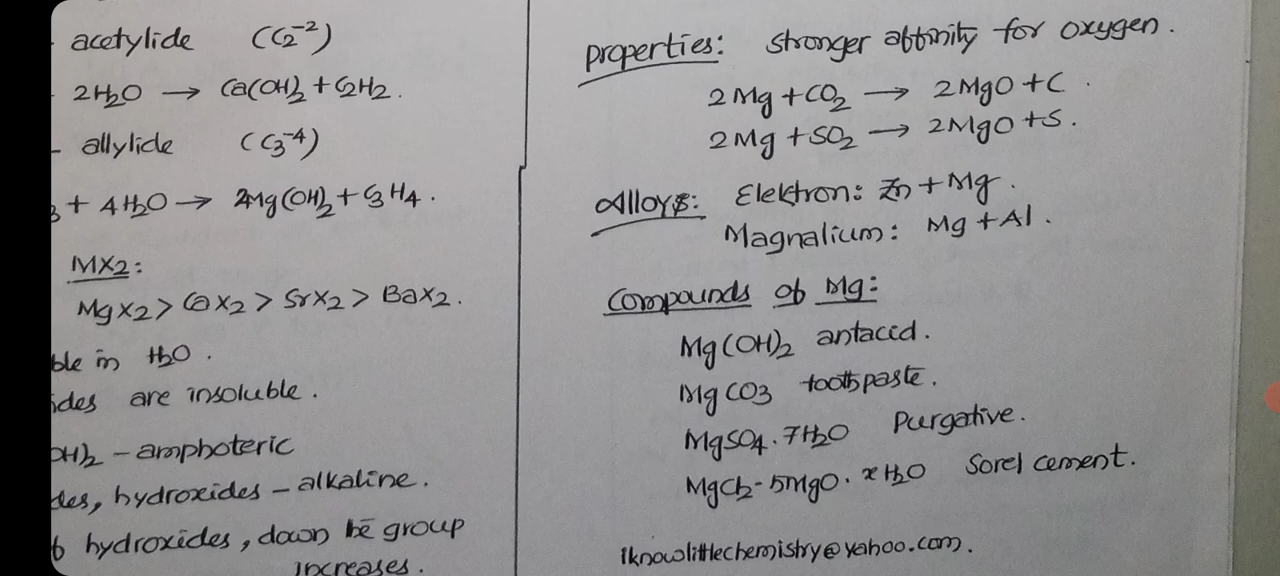 acetylide (C2⁻²)
2H2O → Ca(OH)2 + C2H2.
- allylide (C3⁻⁴)
3 + 4H2O → 2Mg(OH)2 + C3H4.
MX2:
MgX2 > CaX2 > SrX2 > BaX2.
ble in H2O.
ides are insoluble.
OH)2 - amphoteric
des, hydroxides - alkaline.
hydroxides, down the group
increases.
properties: stronger affinity for oxygen.
2Mg + CO2 → 2MgO + C.
2Mg + SO2 → 2MgO + S.
Alloys: Elektron: Zn + Mg.
Magnalium: Mg + Al.
Compounds of Mg:
Mg(OH)2 antacid.
MgCO3 toothpaste.
MgSO4.7H2O Purgative.
MgCl2.5MgO.xH2O Sorel cement.
iknowlittlechemistry@yahoo.com.